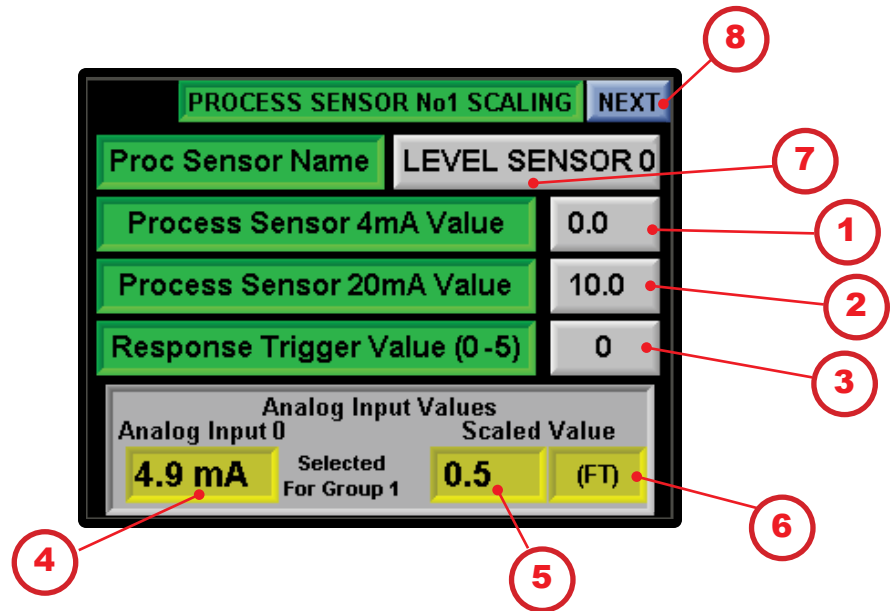 8
PROCESS SENSOR No1 SCALING NEXT
Proc Sensor Name LEVEL SENSOR 0
7
Process Sensor 4mA Value 0.0
1
Process Sensor 20mA Value 10.0
2
Response Trigger Value (0-5) 0
3
Analog Input Values
Analog Input 0 Scaled Value
4.9 mA Selected For Group 1 0.5 (FT)
6
4
5